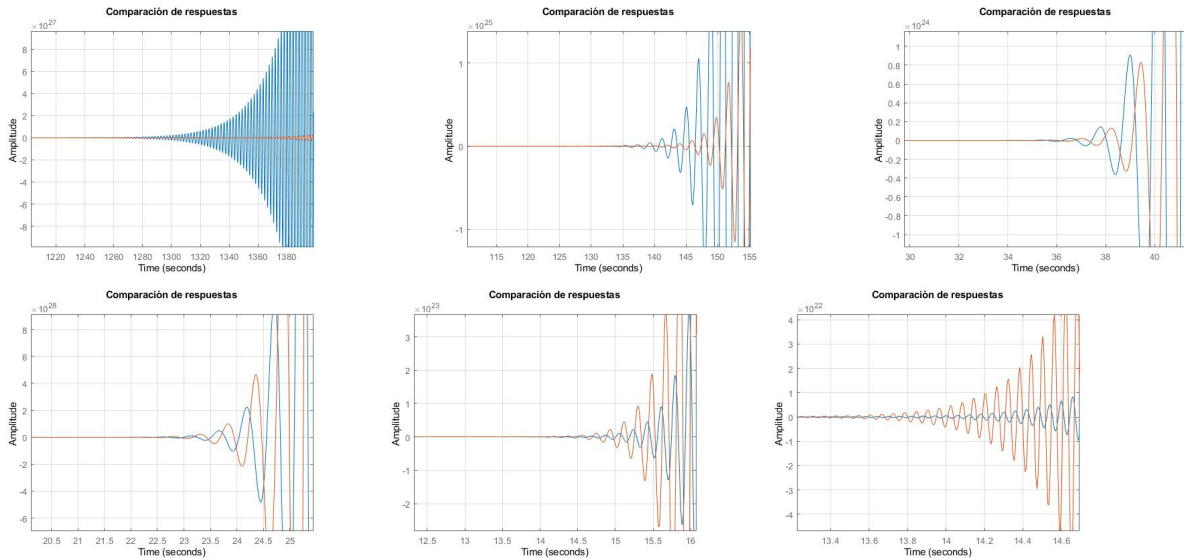 Comparación de respuestas
×10^27
8
6
4
2
0
-2
-4
-6
-8
Amplitude
1220 1240 1260 1280 1300 1320 1340 1360 1380
Time (seconds)
Comparación de respuestas
×10^25
1
0
-1
Amplitude
115 120 125 130 135 140 145 150 155
Time (seconds)
Comparación de respuestas
×10^24
1
0.8
0.6
0.4
0.2
0
-0.2
-0.4
-0.6
-0.8
-1
Amplitude
30 32 34 36 38 40
Time (seconds)
Comparación de respuestas
×10^28
8
6
4
2
0
-2
-4
-6
Amplitude
20.5 21 21.5 22 22.5 23 23.5 24 24.5 25
Time (seconds)
Comparación de respuestas
×10^23
3
2
1
0
-1
-2
Amplitude
12.5 13 13.5 14 14.5 15 15.5 16
Time (seconds)
Comparación de respuestas
×10^22
4
3
2
1
0
-1
-2
-3
-4
Amplitude
13.4 13.6 13.8 14 14.2 14.4 14.6
Time (seconds)